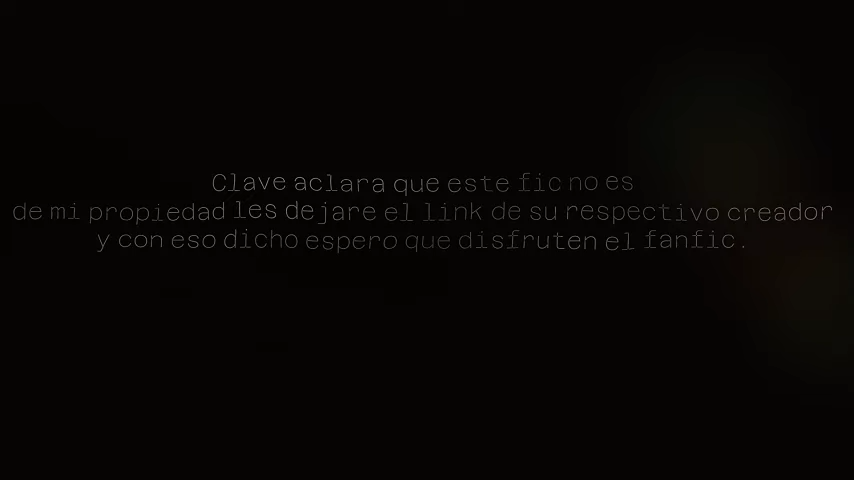 Clave aclara que este fic no es
de mi propiedad les dejare el link de su respectivo creador
y con eso dicho espero que disfruten el fanfic.